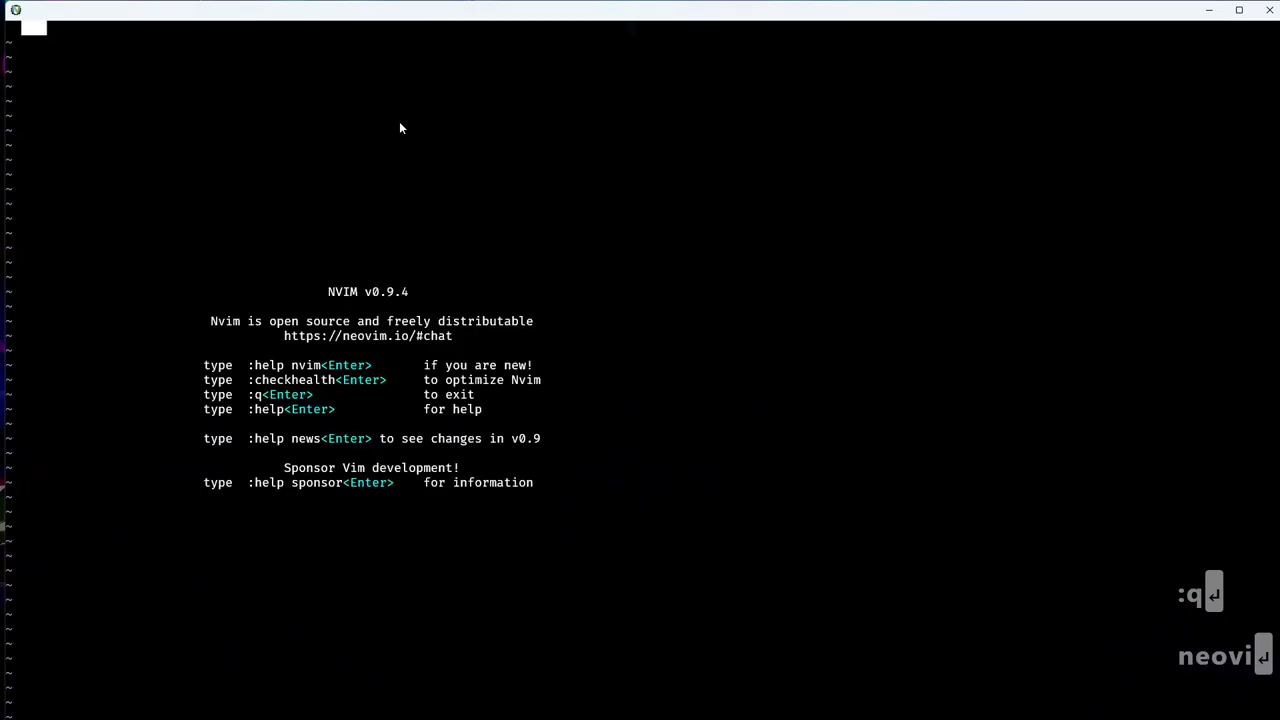 NVIM v0.9.4
Nvim is open source and freely distributable
https://neovim.io/#chat
type  :help nvim<Enter>       if you are new!
type  :checkhealth<Enter>     to optimize Nvim
type  :q<Enter>               to exit
type  :help<Enter>            for help
type  :help news<Enter> to see changes in v0.9
Sponsor Vim development!
type  :help sponsor<Enter>    for information
:q↵
neovi↵